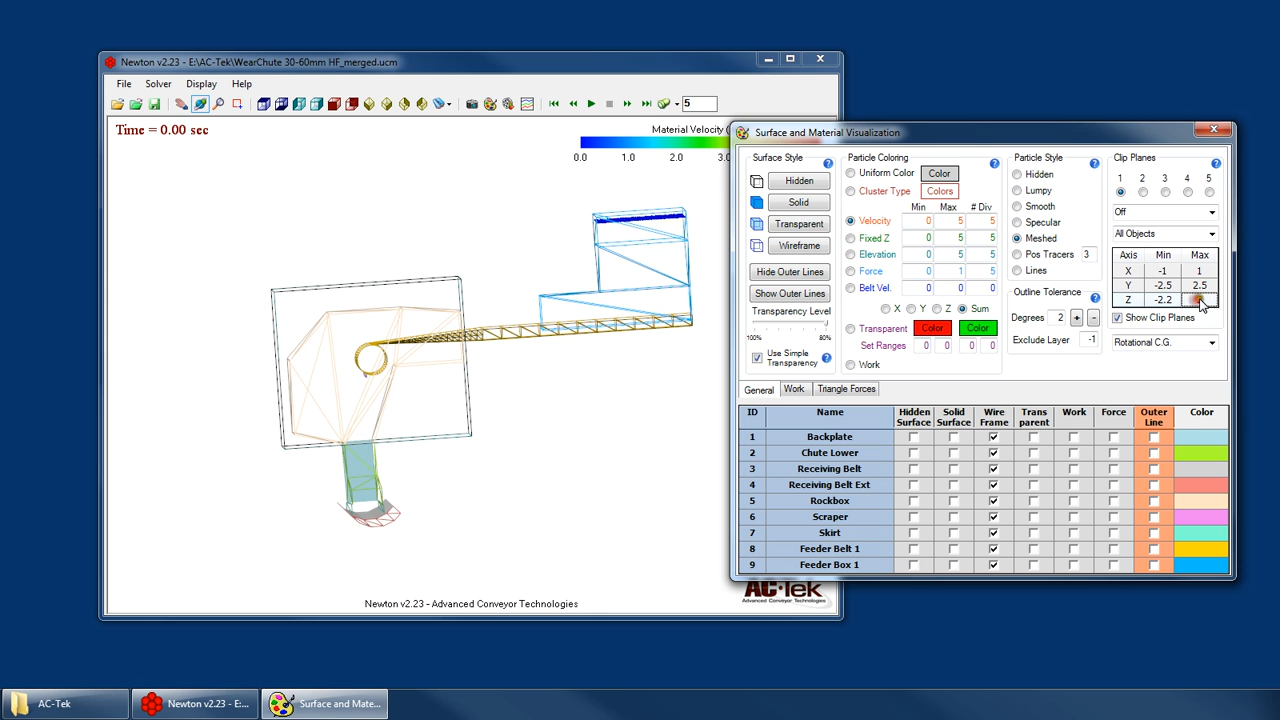 Newton v2.23 - E:\AC-Tek\WearChute 30-60mm HF_merged.ucm
File Solver Display Help
5
Time = 0.00 sec
Material Velocity (
0.0 1.0 2.0 3.0
Newton v2.23 - Advanced Conveyor Technologies
AC-Tek
Advanced Conveyor Technologies
Surface and Material Visualization
Surface Style
Hidden
Solid
Transparent
Wireframe
Hide Outer Lines
Show Outer Lines
Transparency Level
100% 80%
Use Simple
Transparency
Particle Coloring
Uniform Color Color
Cluster Type Colors
Min Max # Div
Velocity 0 5 5
Fixed Z 0 5 5
Elevation 0 5 5
Force 0 1 5
Belt Vel. 0 0 0
X Y Z Sum
Transparent Color Color
Set Ranges 0 0 0 0
Work
Particle Style
Hidden
Lumpy
Smooth
Specular
Meshed
Pos Tracers 3
Lines
Outline Tolerance
Degrees 2 + -
Exclude Layer -1
Clip Planes
1 2 3 4 5
Off
All Objects
Axis Min Max
X -1 1
Y -2.5 2.5
Z -2.2
Show Clip Planes
Rotational C.G.
General Work Triangle Forces
ID Name Hidden Surface Solid Surface Wire Frame Trans parent Work Force Outer Line Color
1 Backplate
2 Chute Lower
3 Receiving Belt
4 Receiving Belt Ext
5 Rockbox
6 Scraper
7 Skirt
8 Feeder Belt 1
9 Feeder Box 1
AC-Tek
Newton v2.23 - E:...
Surface and Mate...